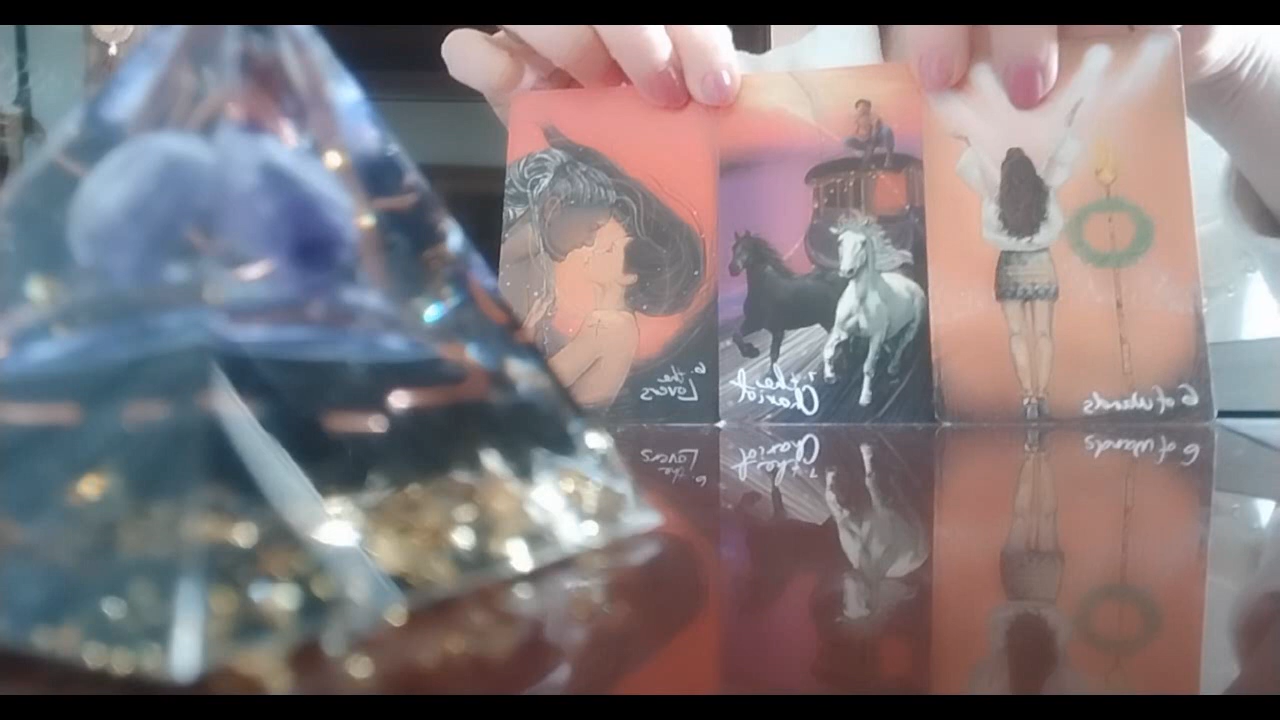 6. the
Lovers
7. the
Chariot
6 of wands